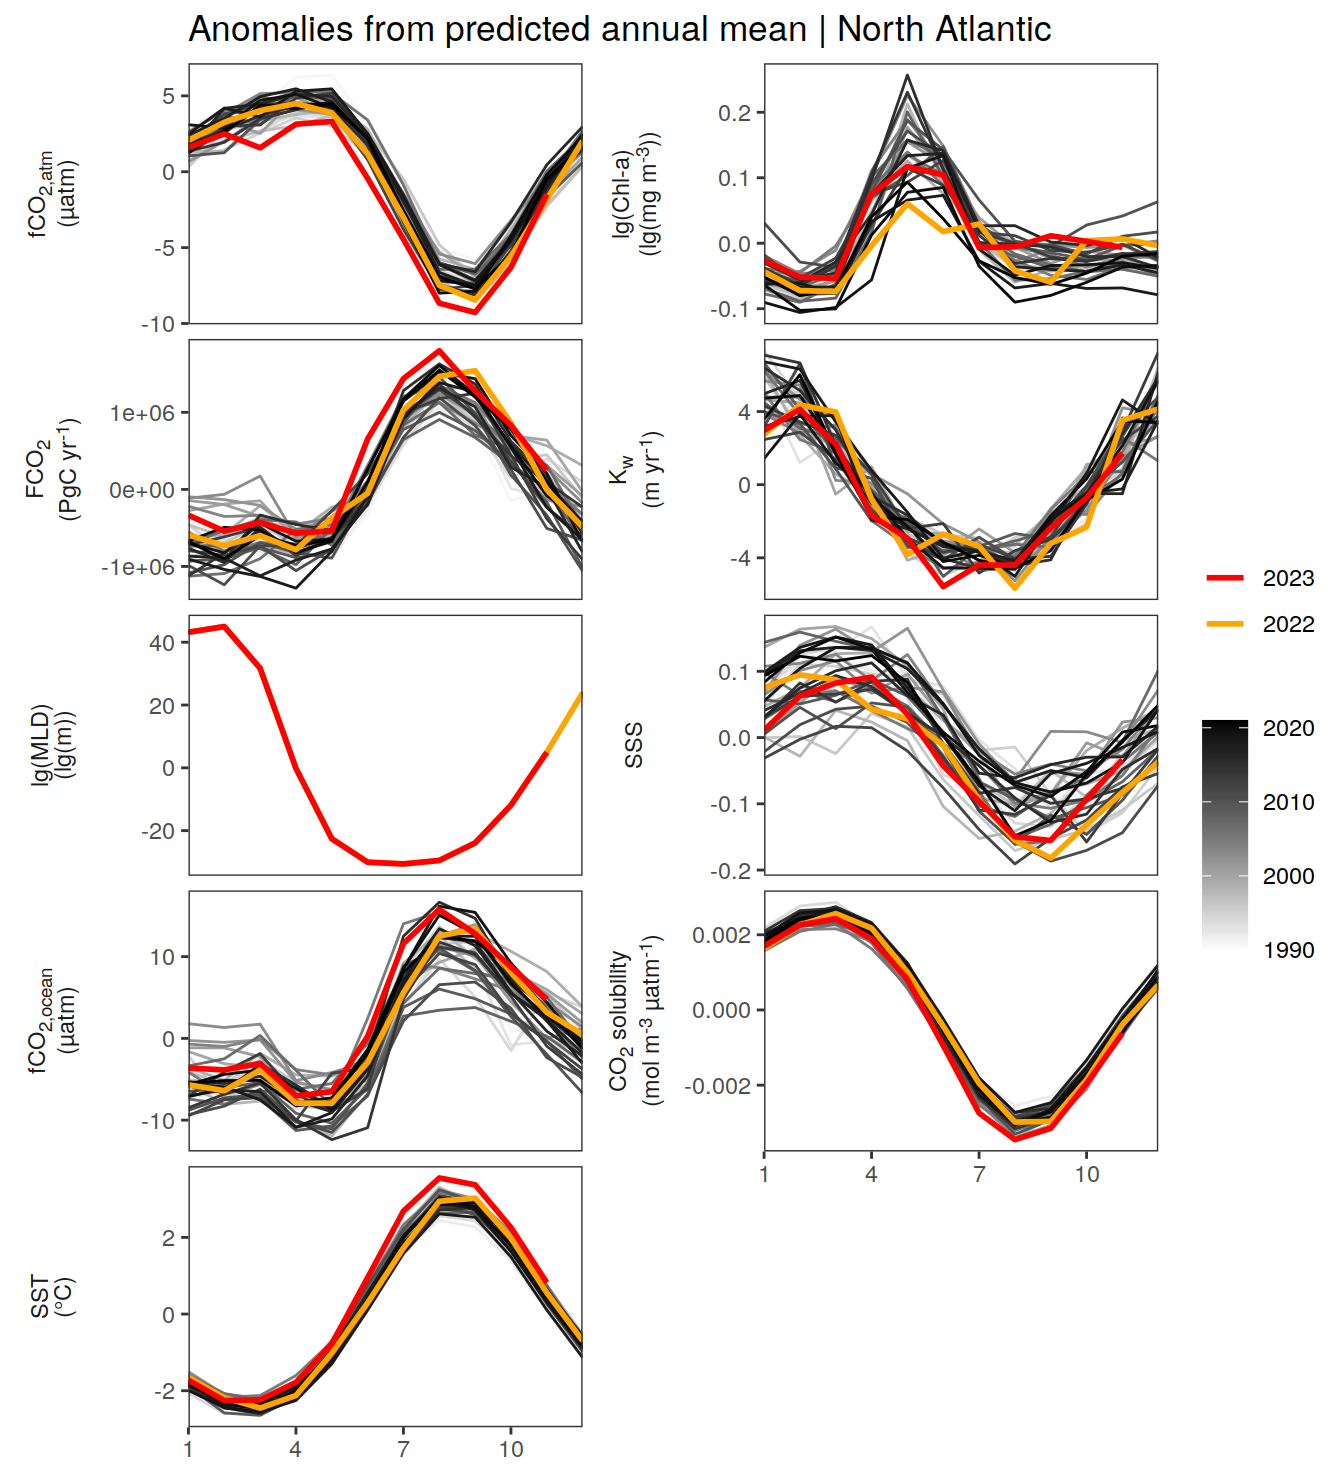 Anomalies from predicted annual mean | North Atlantic
fCO2,atm
(µatm)
5
0
-5
-10
lg(Chl-a)
(lg(mg m-3))
0.2
0.1
0.0
-0.1
FCO2
(PgC yr-1)
1e+06
0e+00
-1e+06
Kw
(m yr-1)
4
0
-4
lg(MLD)
(lg(m))
40
20
0
-20
SSS
0.1
0.0
-0.1
-0.2
fCO2,ocean
(µatm)
10
0
-10
CO2 solubility
(mol m-3 µatm-1)
0.002
0.000
-0.002
1 4 7 10
SST
(°C)
2
0
-2
1 4 7 10
2023
2022
2020
2010
2000
1990